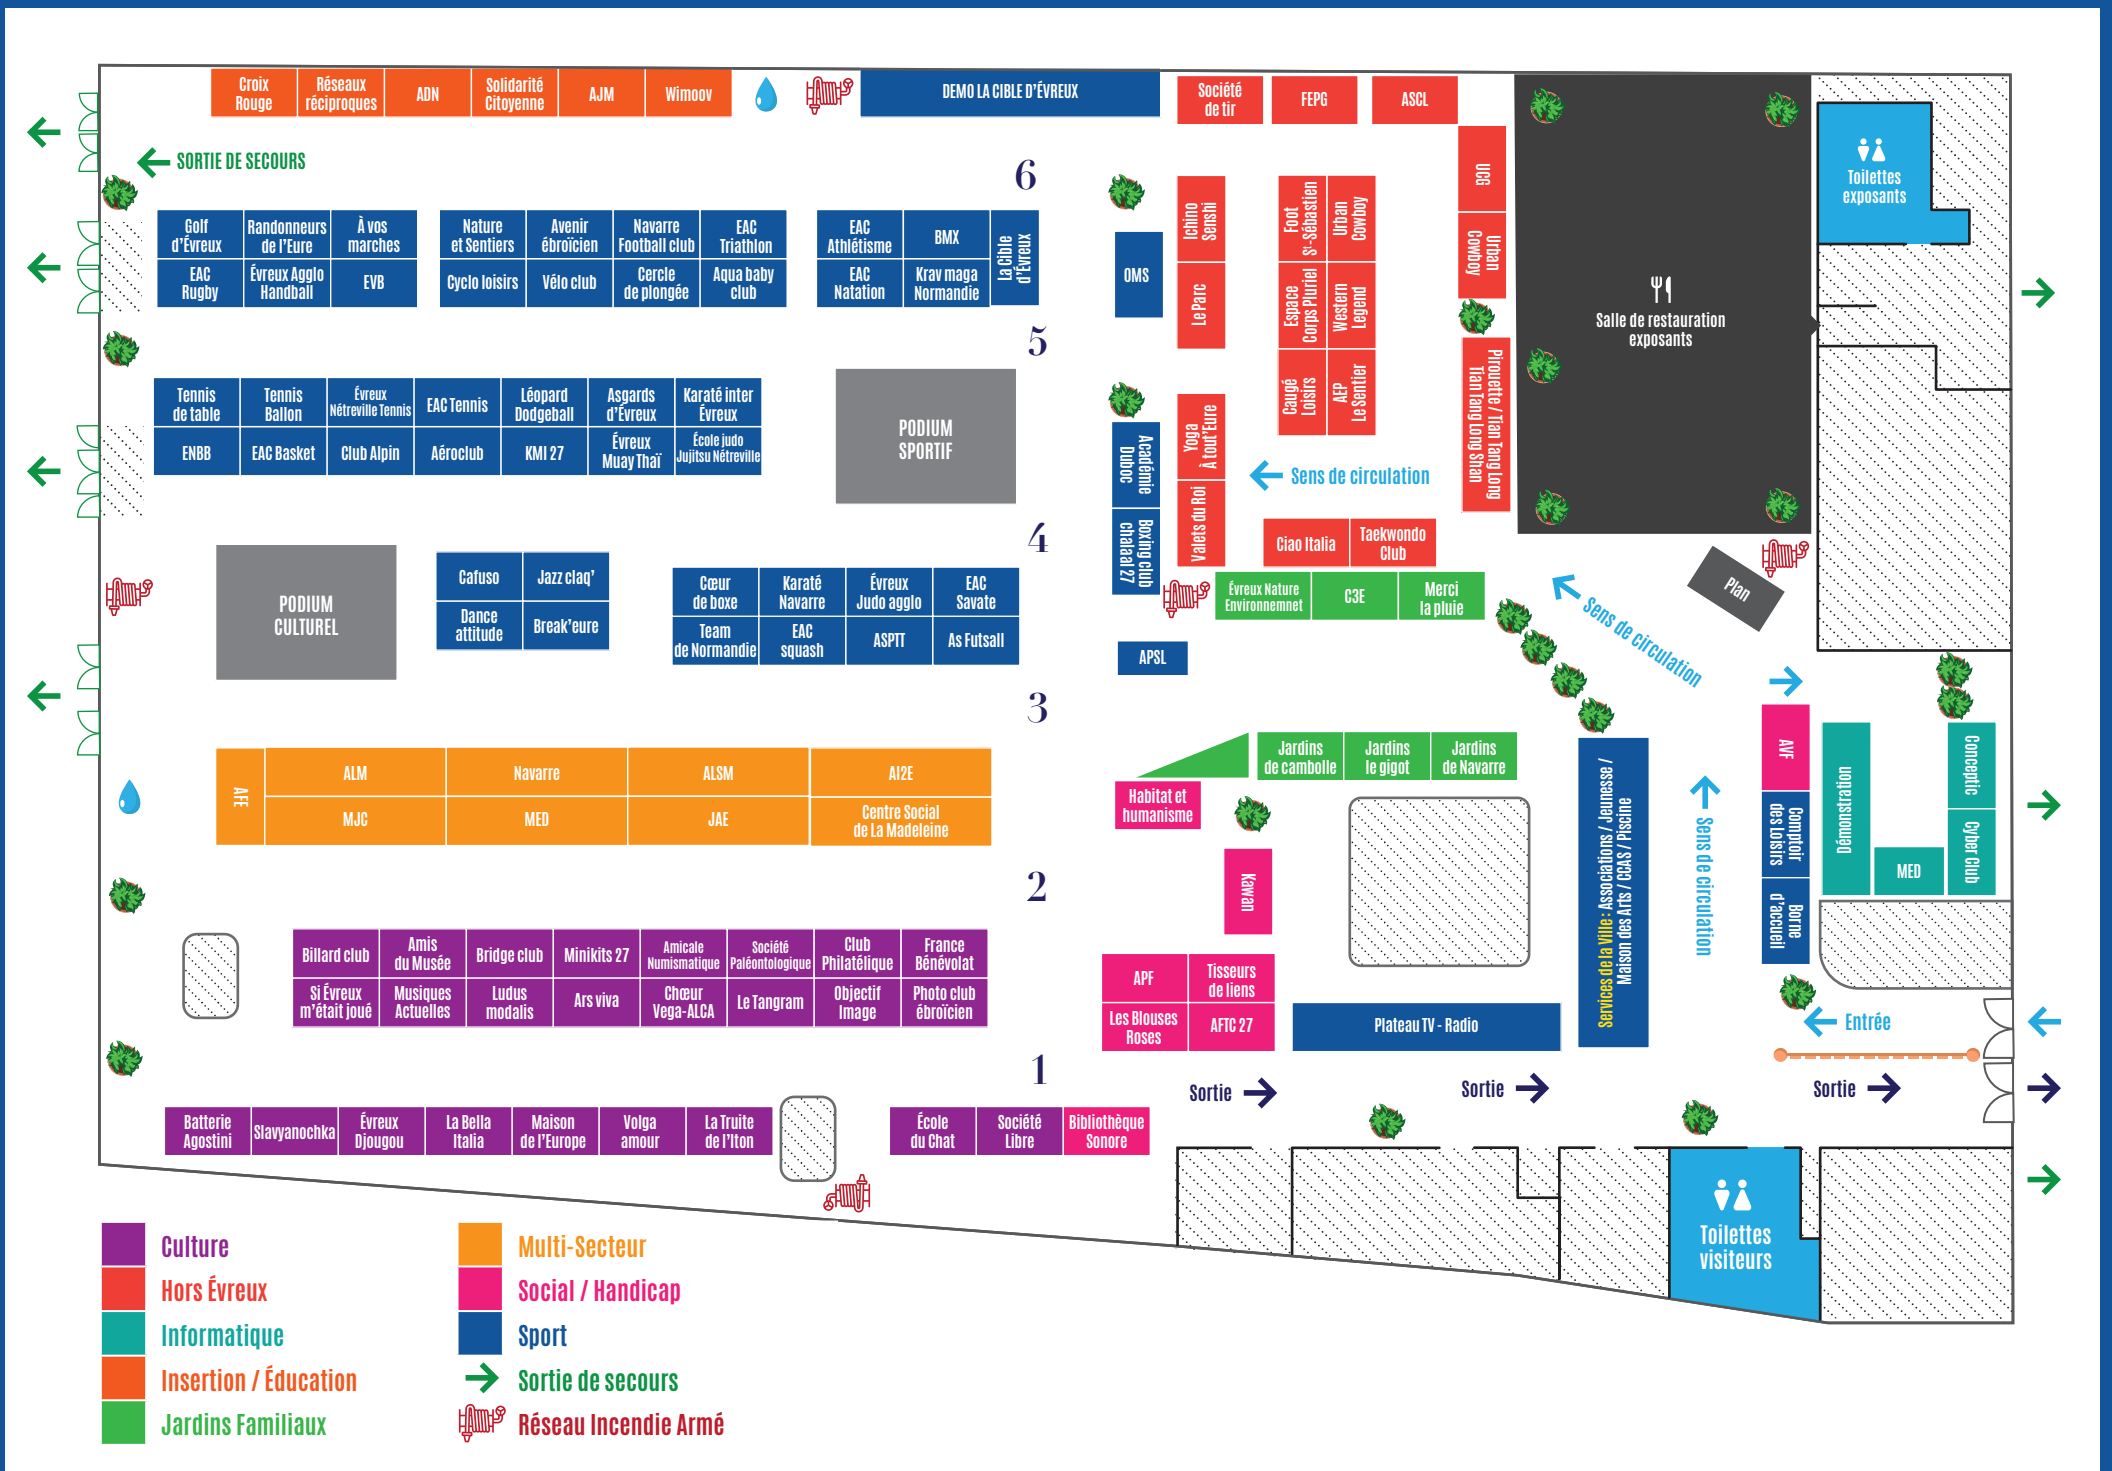 Croix
Rouge
Réseaux
réciproques
ADN
Solidarité
Citoyenne
AJM
Wimoov
DEMO LA CIBLE D'ÉVREUX
Société
de tir
FEPG
ASCL
UCG
Urban
Cowboy
Toilettes
exposants
SORTIE DE SECOURS
6
Golf
d'Évreux
Randonneurs
de l'Eure
À vos
marches
EAC
Rugby
Évreux Agglo
Handball
EVB
Nature
et Sentiers
Avenir
ébroïcien
Navarre
Football club
EAC
Triathlon
Cyclo loisirs
Vélo club
Cercle
de plongée
Aqua baby
club
EAC
Athlétisme
BMX
La Cible
d'Évreux
EAC
Natation
Krav maga
Normandie
OMS
Ichino
Senshi
Le Parc
Foot
St-Sébastien
Urban
Cowboy
Espace
Corps Pluriel
Western
Legend
Caugé
Loisirs
AEP
Le Sentier
Salle de restauration
exposants
5
Tennis
de table
Tennis
Ballon
Évreux
Nétreville Tennis
EAC Tennis
Léopard
Dodgeball
Asgards
d'Évreux
Karaté inter
Évreux
ENBB
EAC Basket
Club Alpin
Aéroclub
KMI 27
Évreux
Muay Thaï
École judo
Jujitsu Nétreville
PODIUM
SPORTIF
Académie
Duboc
Boxing club
chalaal 27
Yoga
À tout'Eure
Valets du Roi
Sens de circulation
Pirouette / Tian Tang Long
Tian Tang Long Shan
4
Ciao Italia
Taekwondo
Club
Évreux Nature
Environnemnet
C3E
Merci
la pluie
Plan
Sens de circulation
PODIUM
CULTUREL
Cafuso
Jazz claq'
Dance
attitude
Break'eure
Cœur
de boxe
Karaté
Navarre
Évreux
Judo agglo
EAC
Savate
Team
de Normandie
EAC
squash
ASPTT
As Futsall
APSL
3
AFE
ALM
Navarre
ALSM
AI2E
MJC
MED
JAE
Centre Social
de La Madeleine
Jardins
de cambolle
Jardins
le gigot
Jardins
de Navarre
Habitat et
humanisme
Kawan
Services de la Ville : Associations / Jeunesse /
Maison des Arts / CCAS / Piscine
Sens de circulation
AVF
Comptoir
des Loisirs
Borne
d'accueil
Démonstration
MED
Conceptic
Cyber Club
2
Billard club
Amis
du Musée
Bridge club
Minikits 27
Amicale
Numismatique
Société
Paléontologique
Club
Philatélique
France
Bénévolat
Si Évreux
m'était joué
Musiques
Actuelles
Ludus
modalis
Ars viva
Chœur
Vega-ALCA
Le Tangram
Objectif
Image
Photo club
ébroïcien
APF
Tisseurs
de liens
Les Blouses
Roses
AFTC 27
Plateau TV - Radio
Entrée
1
Sortie
Sortie
Sortie
Batterie
Agostini
Slavyanochka
Évreux
Djougou
La Bella
Italia
Maison
de l'Europe
Volga
amour
La Truite
de l'Iton
École
du Chat
Société
Libre
Bibliothèque
Sonore
Toilettes
visiteurs
Culture
Hors Évreux
Informatique
Insertion / Éducation
Jardins Familiaux
Multi-Secteur
Social / Handicap
Sport
Sortie de secours
Réseau Incendie Armé